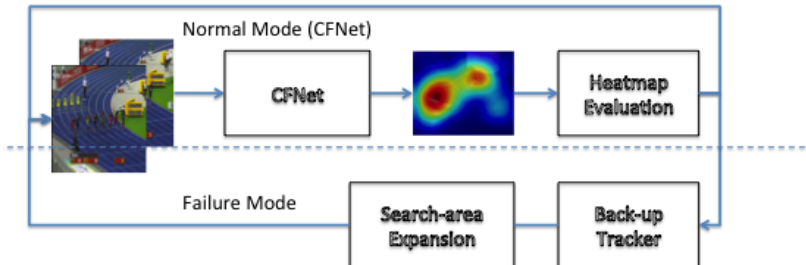 Normal Mode (CFNet)
CFNet
Heatmap
Evaluation
Failure Mode
Search-area
Expansion
Back-up
Tracker